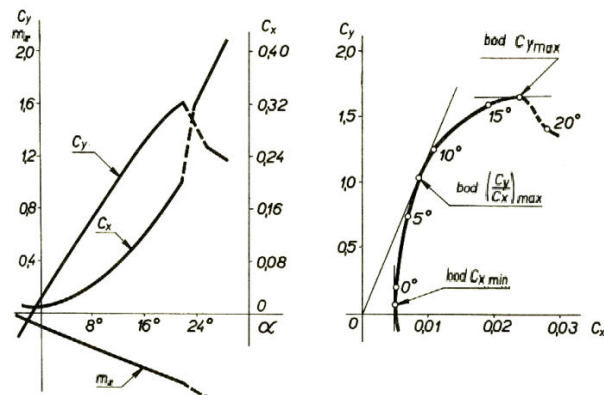 Cy
mz
2,0
1,6
1,2
0,8
0,4
Cy
Cx
mz
8°
16°
24°
α
Cx
0,40
0,32
0,24
0,16
0,08
0
Cy
2,0
1,5
1,0
0,5
0
bod Cy max
15°
20°
10°
bod (Cy/Cx)max
5°
bod Cx min
0°
0,01
0,02
0,03
Cx